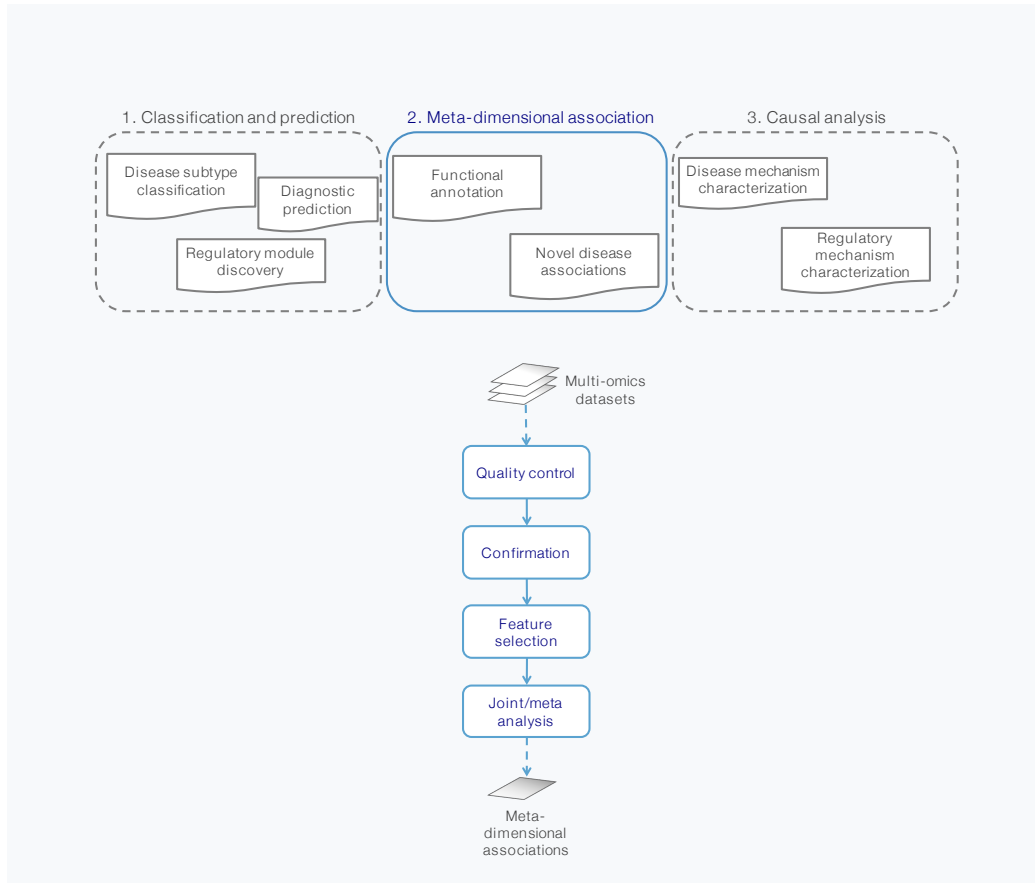 1. Classification and prediction
Disease subtype
classification
Diagnostic
prediction
Regulatory module
discovery
2. Meta-dimensional association
Functional
annotation
Novel disease
associations
3. Causal analysis
Disease mechanism
characterization
Regulatory
mechanism
characterization
Multi-omics
datasets
Quality control
Confirmation
Feature
selection
Joint/meta
analysis
Meta-
dimensional
associations